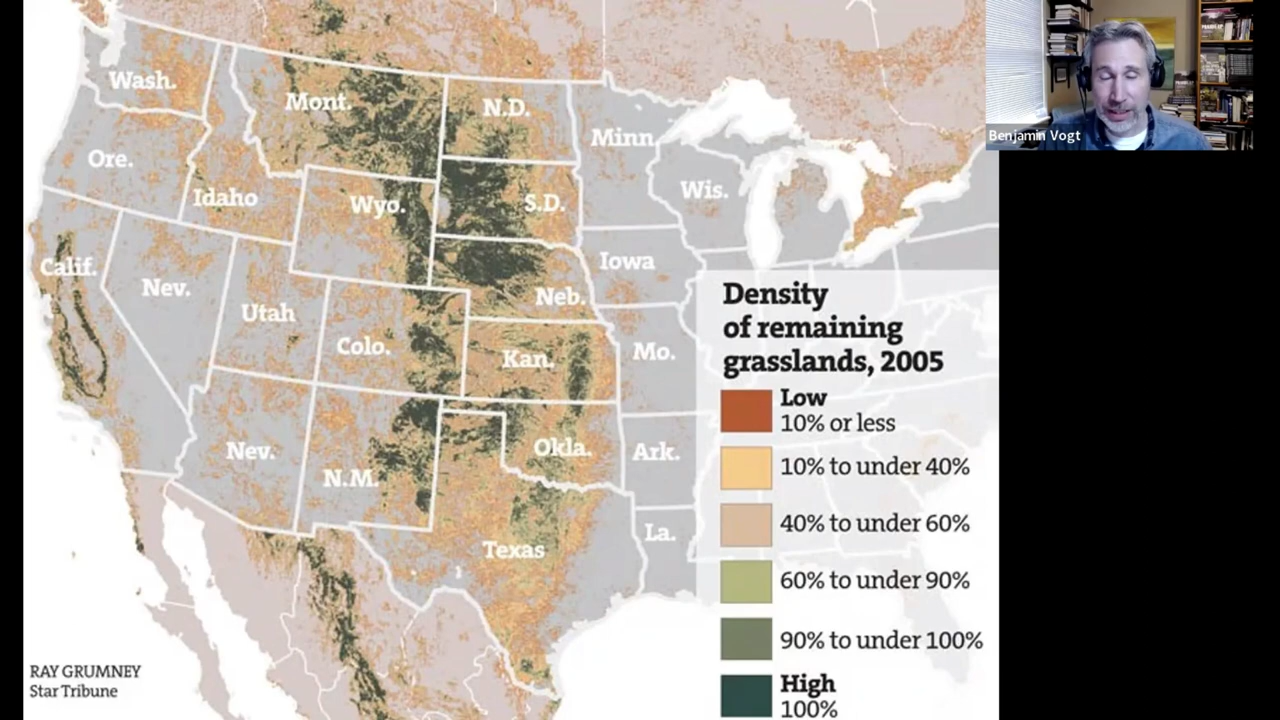 Benjamin Vogt
Wash.
Mont.
N.D.
Minn.
Ore.
Idaho
Wyo.
S.D.
Wis.
Calif.
Nev.
Utah
Colo.
Neb.
Iowa
Kan.
Mo.
Nev.
N.M.
Okla.
Ark.
Texas
La.
Density
of remaining
grasslands, 2005
Low
10% or less
10% to under 40%
40% to under 60%
60% to under 90%
90% to under 100%
High
100%
RAY GRUMNEY
Star Tribune